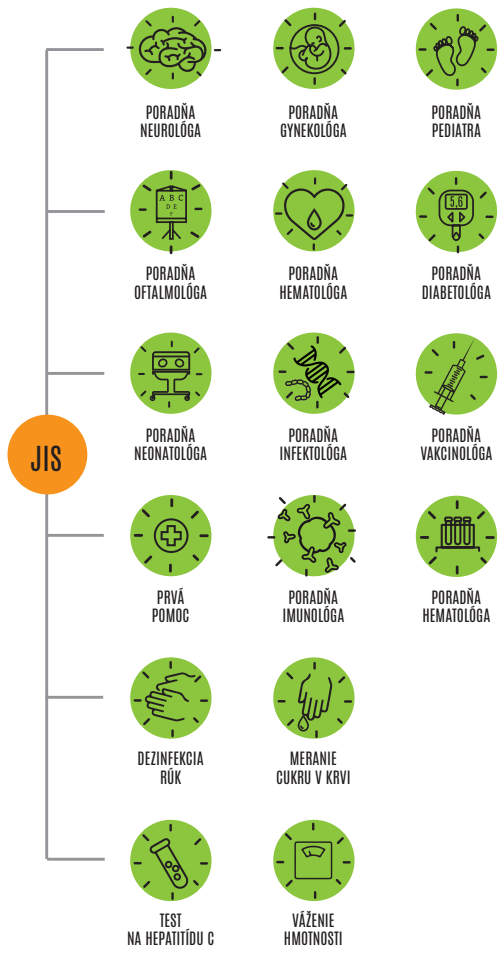 PORADŇA
NEUROLÓGA
PORADŇA
GYNEKOLÓGA
PORADŇA
PEDIATRA
A B C
D E
F
PORADŇA
OFTALMOLÓGA
PORADŇA
HEMATOLÓGA
5,6
PORADŇA
DIABETOLÓGA
PORADŇA
NEONATOLÓGA
PORADŇA
INFEKTOLÓGA
PORADŇA
VAKCINOLÓGA
JIS
PRVÁ
POMOC
PORADŇA
IMUNOLÓGA
PORADŇA
HEMATOLÓGA
DEZINFEKCIA
RÚK
MERANIE
CUKRU V KRVI
TEST
NA HEPATITÍDU C
VÁŽENIE
HMOTNOSTI